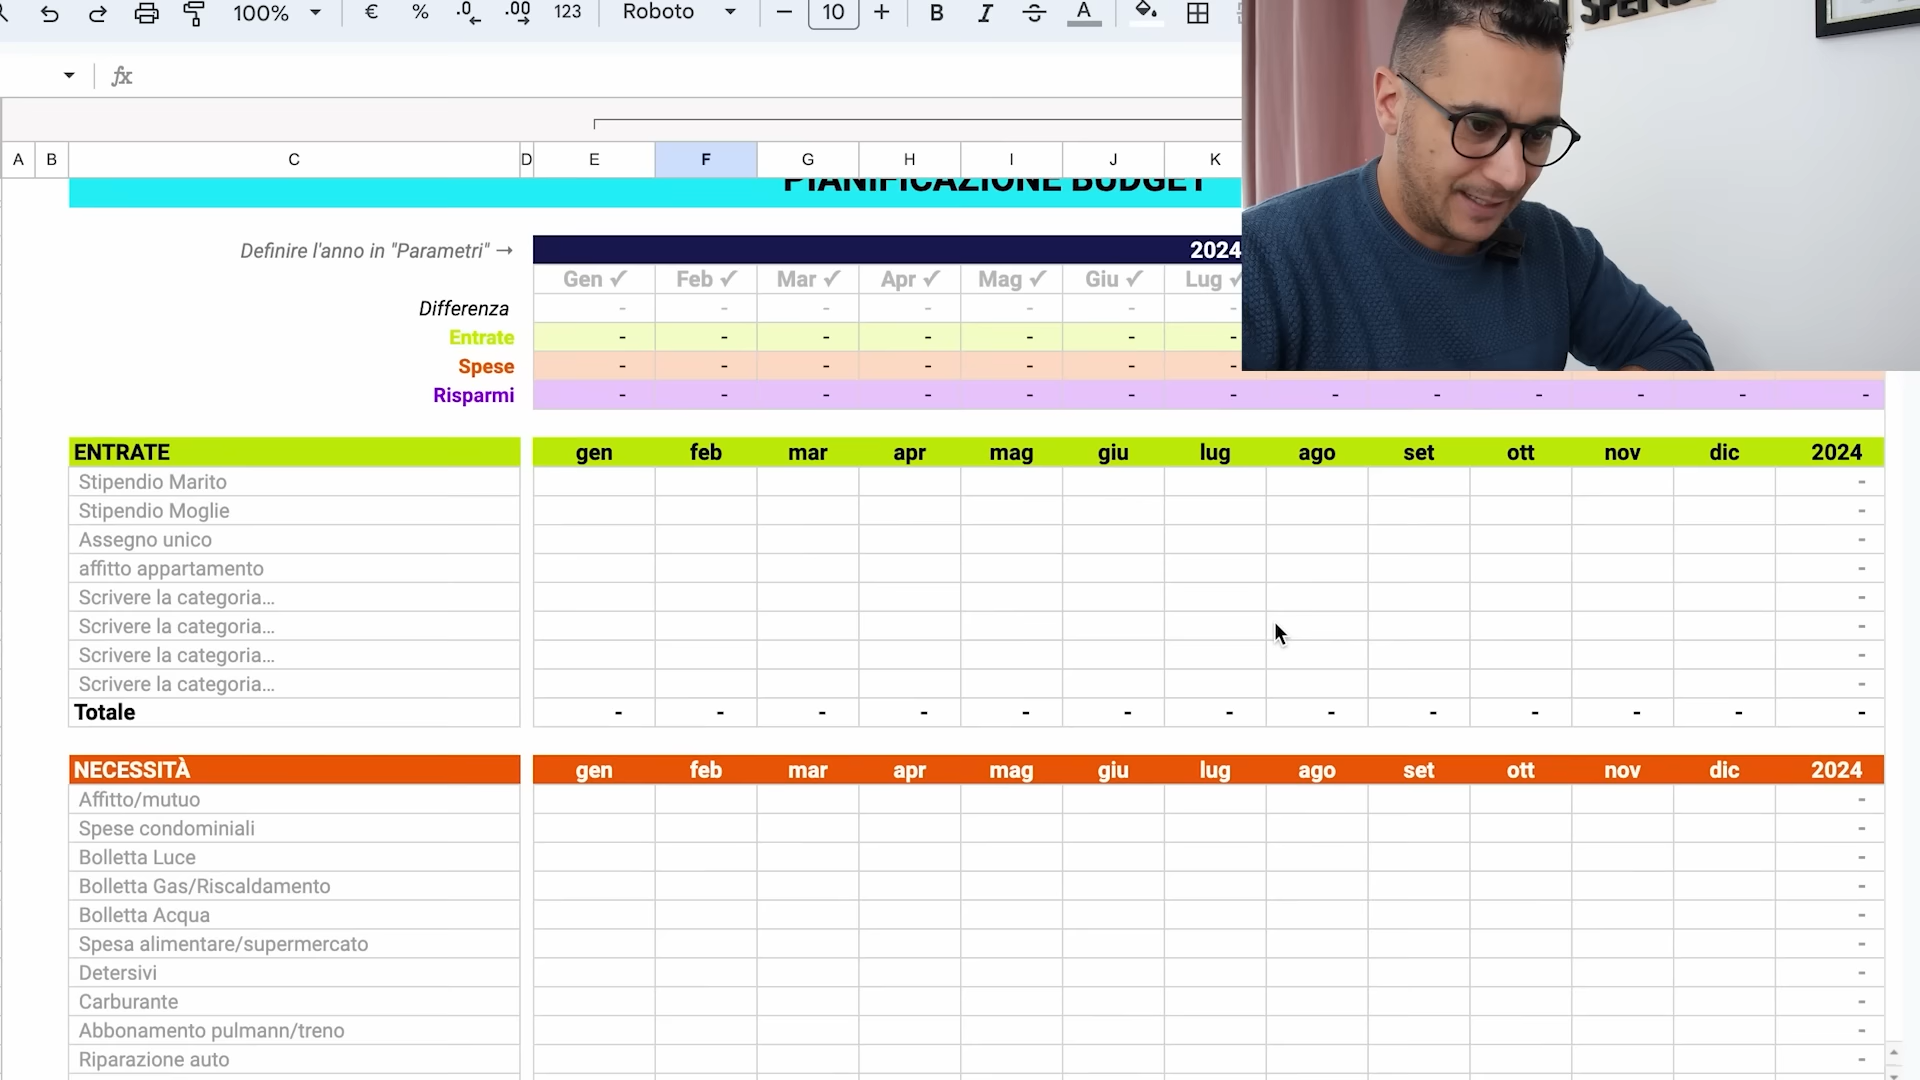 100% € % .0 .00 123 Roboto − 10 + B I S A
fx
A B C D E F G H I J K
PIANIFICAZIONE BUDGET
Definire l'anno in "Parametri" → 2024
Gen ✓ Feb ✓ Mar ✓ Apr ✓ Mag ✓ Giu ✓ Lug ✓
Differenza - - - - - - -
Entrate - - - - - - -
Spese - - - - - - -
Risparmi - - - - - - - - - - - - -
ENTRATE gen feb mar apr mag giu lug ago set ott nov dic 2024
Stipendio Marito -
Stipendio Moglie -
Assegno unico -
affitto appartamento -
Scrivere la categoria... -
Scrivere la categoria... -
Scrivere la categoria... -
Scrivere la categoria... -
Totale - - - - - - - - - - - - -
NECESSITÀ gen feb mar apr mag giu lug ago set ott nov dic 2024
Affitto/mutuo -
Spese condominiali -
Bolletta Luce -
Bolletta Gas/Riscaldamento -
Bolletta Acqua -
Spesa alimentare/supermercato -
Detersivi -
Carburante -
Abbonamento pulmann/treno -
Riparazione auto -